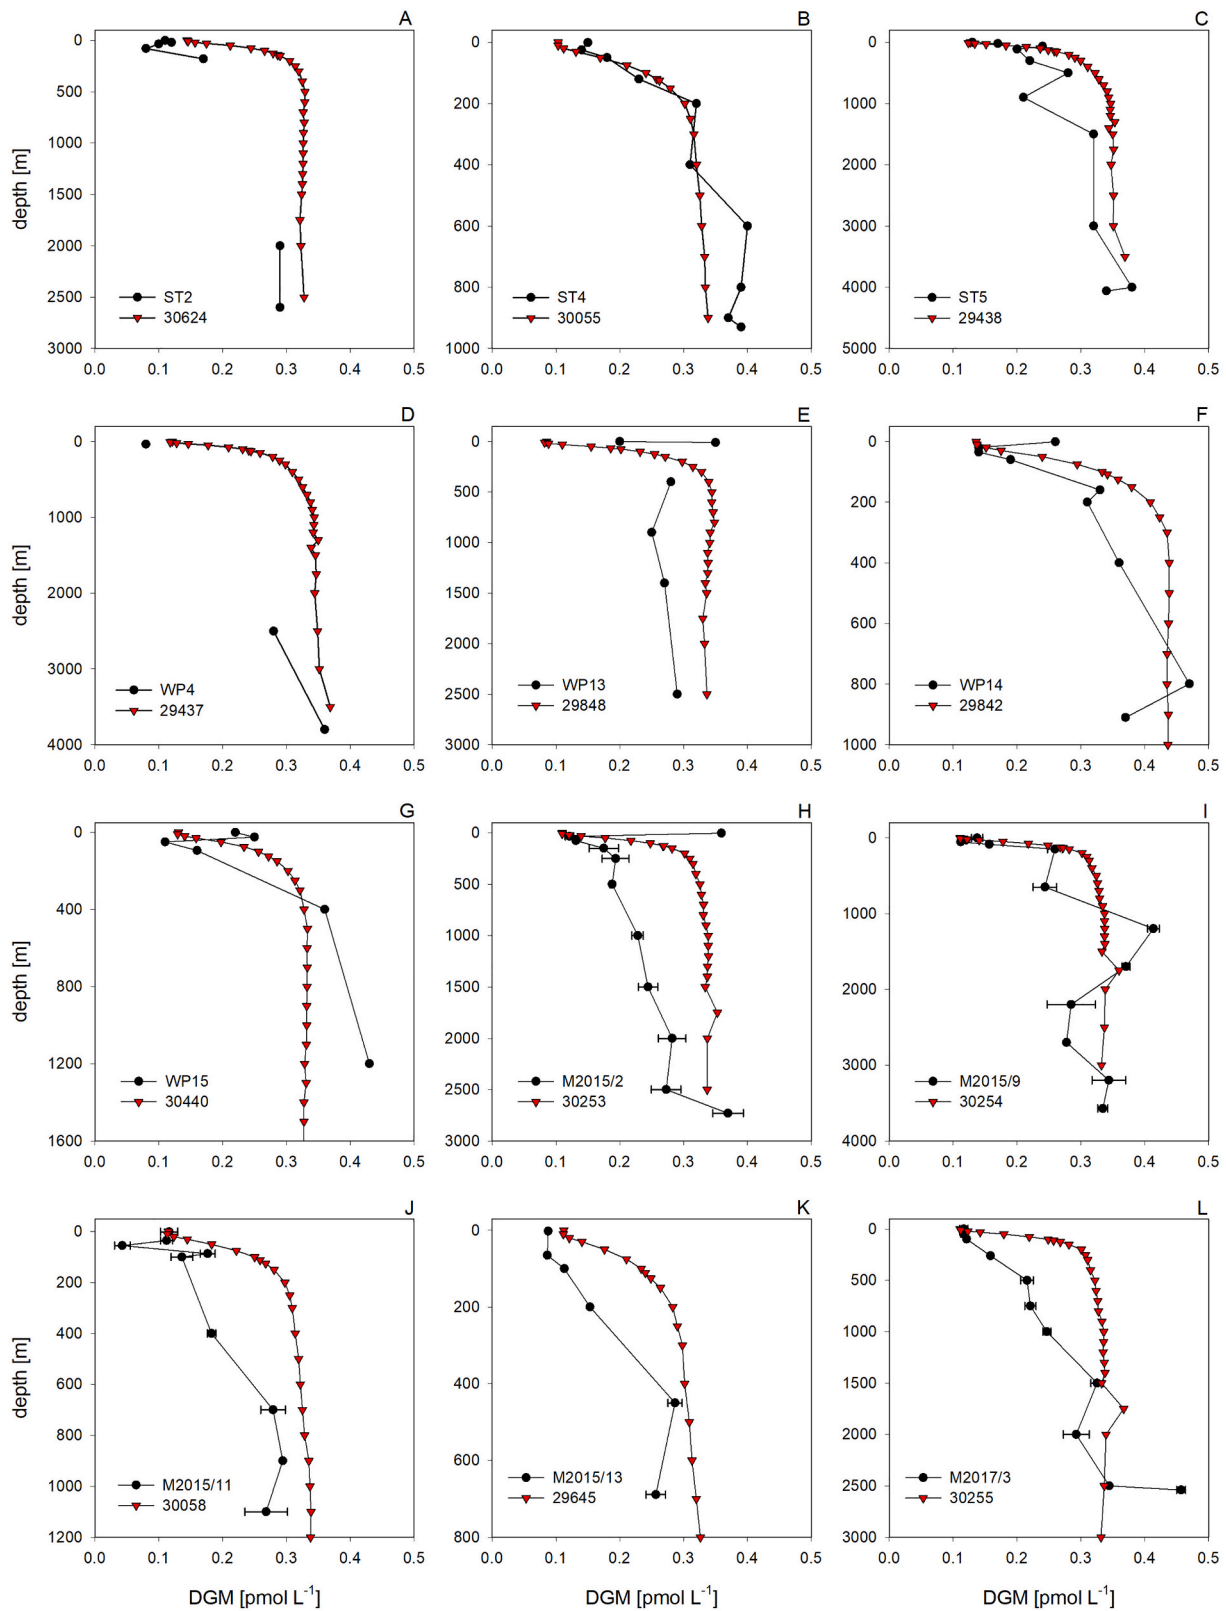 A
B
C
depth [m]
0
500
1000
1500
2000
2500
3000
ST2
30624
0.0 0.1 0.2 0.3 0.4 0.5
0
200
400
600
800
1000
ST4
30055
0.0 0.1 0.2 0.3 0.4 0.5
0
1000
2000
3000
4000
5000
ST5
29438
0.0 0.1 0.2 0.3 0.4 0.5
D
E
F
depth [m]
0
1000
2000
3000
4000
WP4
29437
0.0 0.1 0.2 0.3 0.4 0.5
0
500
1000
1500
2000
2500
3000
WP13
29848
0.0 0.1 0.2 0.3 0.4 0.5
0
200
400
600
800
1000
WP14
29842
0.0 0.1 0.2 0.3 0.4 0.5
G
H
I
depth [m]
0
400
800
1200
1600
WP15
30440
0.0 0.1 0.2 0.3 0.4 0.5
0
500
1000
1500
2000
2500
3000
M2015/2
30253
0.0 0.1 0.2 0.3 0.4 0.5
0
1000
2000
3000
4000
M2015/9
30254
0.0 0.1 0.2 0.3 0.4 0.5
J
K
L
depth [m]
0
200
400
600
800
1000
1200
M2015/11
30058
0.0 0.1 0.2 0.3 0.4 0.5
DGM [pmol L⁻¹]
0
200
400
600
800
M2015/13
29645
0.0 0.1 0.2 0.3 0.4 0.5
DGM [pmol L⁻¹]
0
500
1000
1500
2000
2500
3000
M2017/3
30255
0.0 0.1 0.2 0.3 0.4 0.5
DGM [pmol L⁻¹]